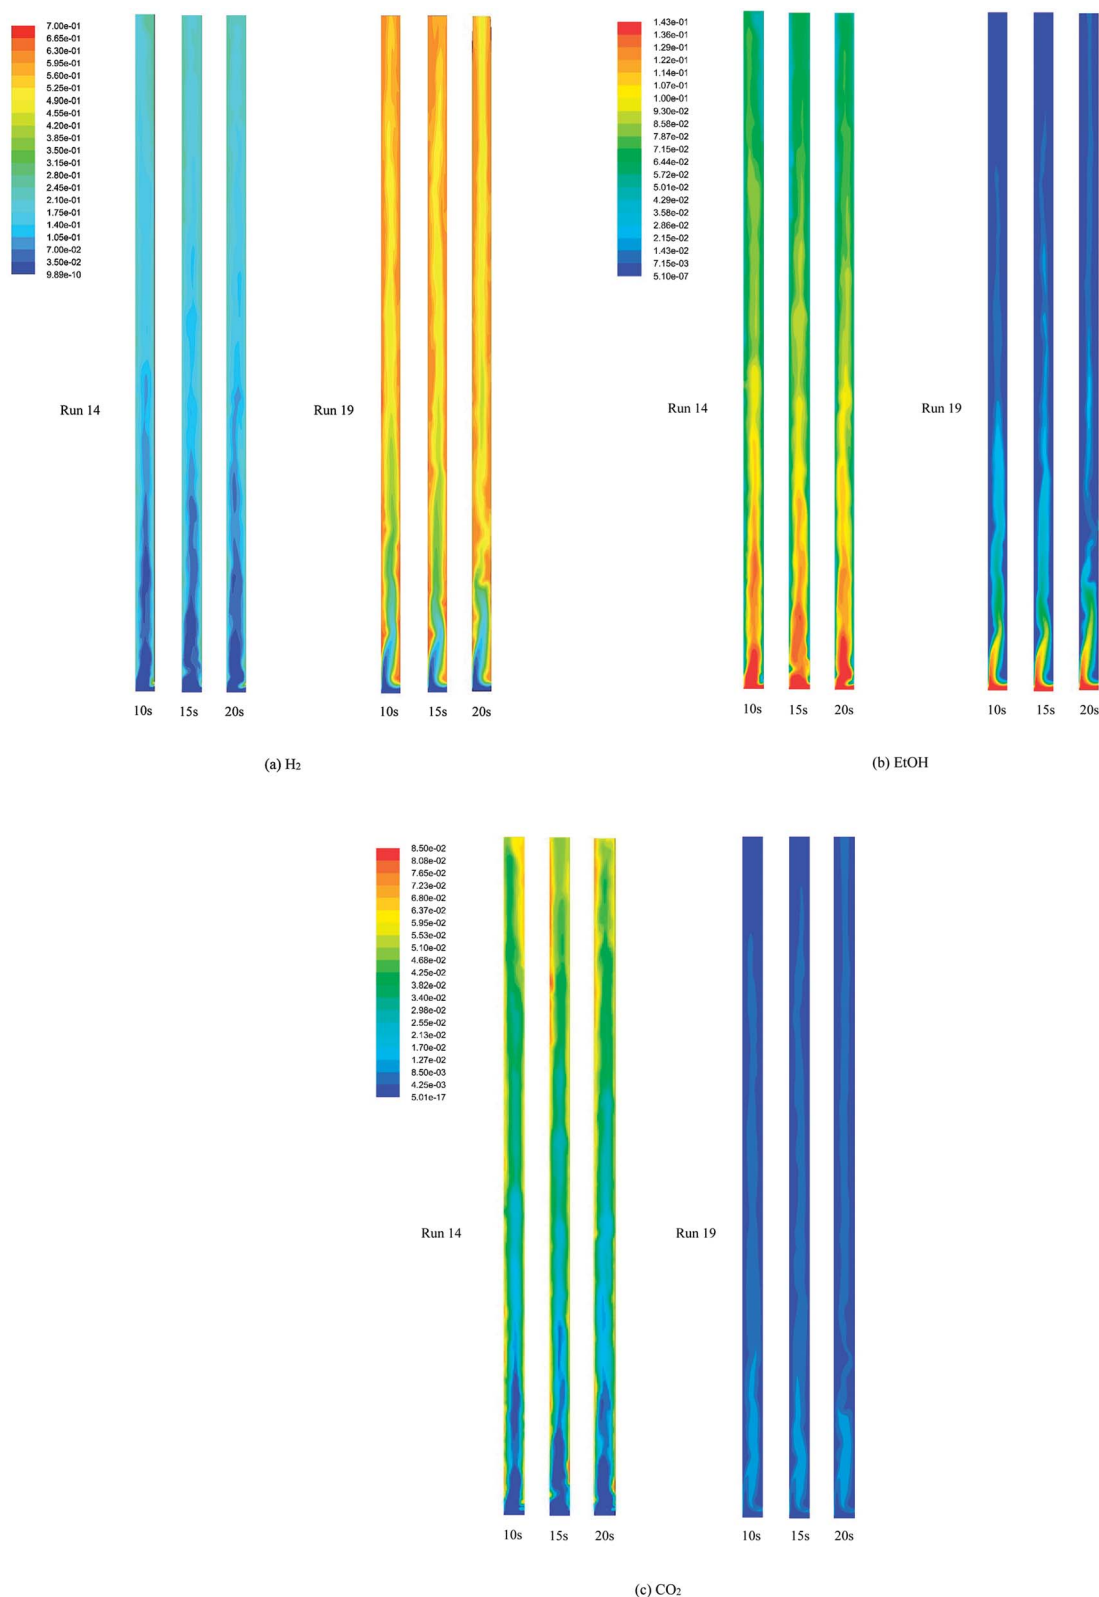 7.00e-01
6.65e-01
6.30e-01
5.95e-01
5.60e-01
5.25e-01
4.90e-01
4.55e-01
4.20e-01
3.85e-01
3.50e-01
3.15e-01
2.80e-01
2.45e-01
2.10e-01
1.75e-01
1.40e-01
1.05e-01
7.00e-02
3.50e-02
9.89e-10
Run 14
10s
15s
20s
Run 19
10s
15s
20s
(a) H₂
1.43e-01
1.36e-01
1.29e-01
1.22e-01
1.14e-01
1.07e-01
1.00e-01
9.30e-02
8.58e-02
7.87e-02
7.15e-02
6.44e-02
5.72e-02
5.01e-02
4.29e-02
3.58e-02
2.86e-02
2.15e-02
1.43e-02
7.15e-03
5.10e-07
Run 14
10s
15s
20s
Run 19
10s
15s
20s
(b) EtOH
8.50e-02
8.08e-02
7.65e-02
7.23e-02
6.80e-02
6.37e-02
5.95e-02
5.53e-02
5.10e-02
4.68e-02
4.25e-02
3.82e-02
3.40e-02
2.98e-02
2.55e-02
2.13e-02
1.70e-02
1.27e-02
8.50e-03
4.25e-03
5.01e-17
Run 14
10s
15s
20s
Run 19
10s
15s
20s
(c) CO₂